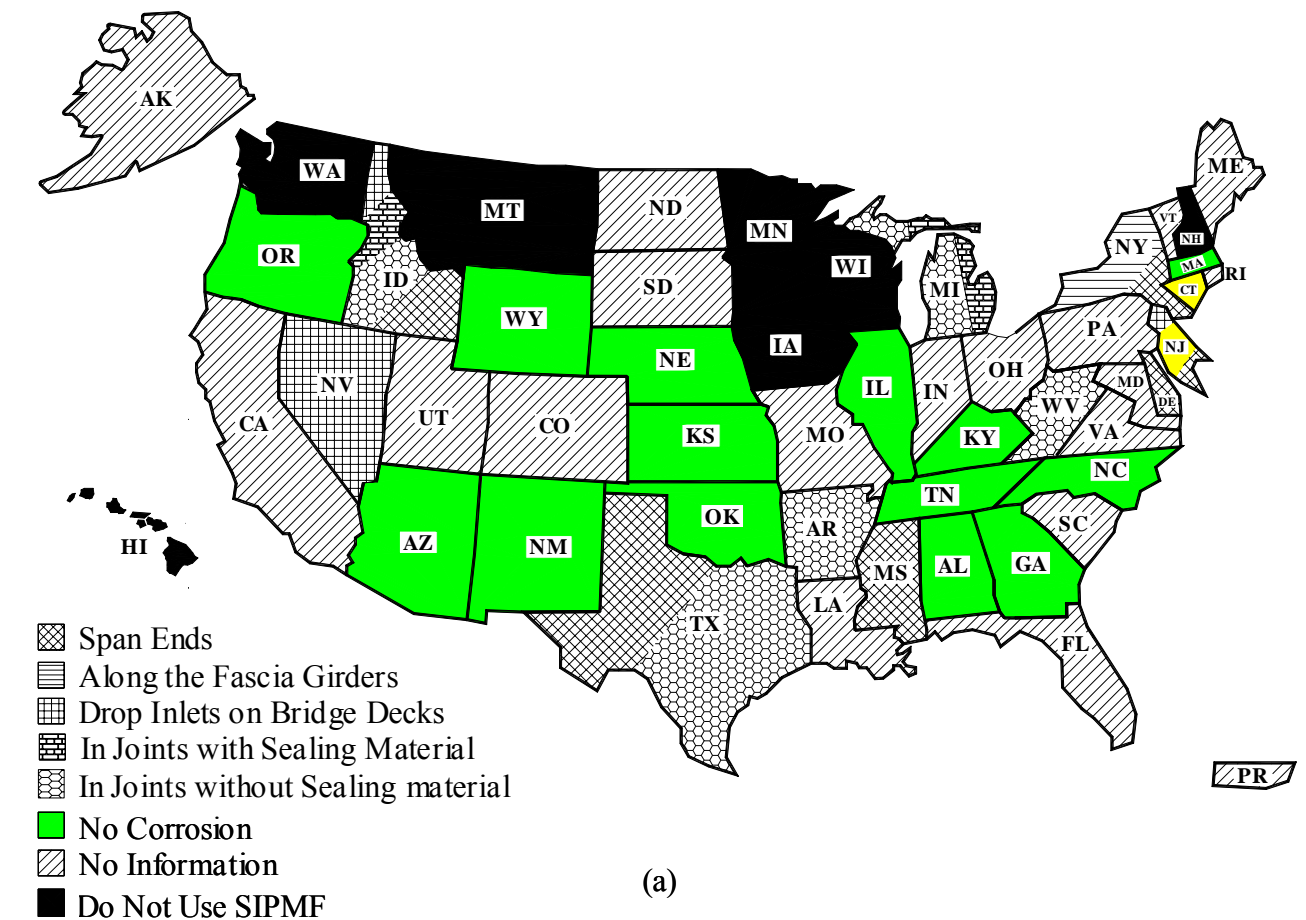 AK
WA
MT
ND
MN
ME
VT
NH
NY
OR
ID
SD
WI
MI
MA
RI
CT
WY
IA
PA
NJ
NE
NV
UT
CO
IL
IN
OH
MD
DE
WV
CA
KS
MO
KY
VA
NC
TN
OK
AR
SC
AZ
NM
MS
AL
GA
HI
LA
TX
FL
PR
Span Ends
Along the Fascia Girders
Drop Inlets on Bridge Decks
In Joints with Sealing Material
In Joints without Sealing material
No Corrosion
No Information
Do Not Use SIPMF
(a)